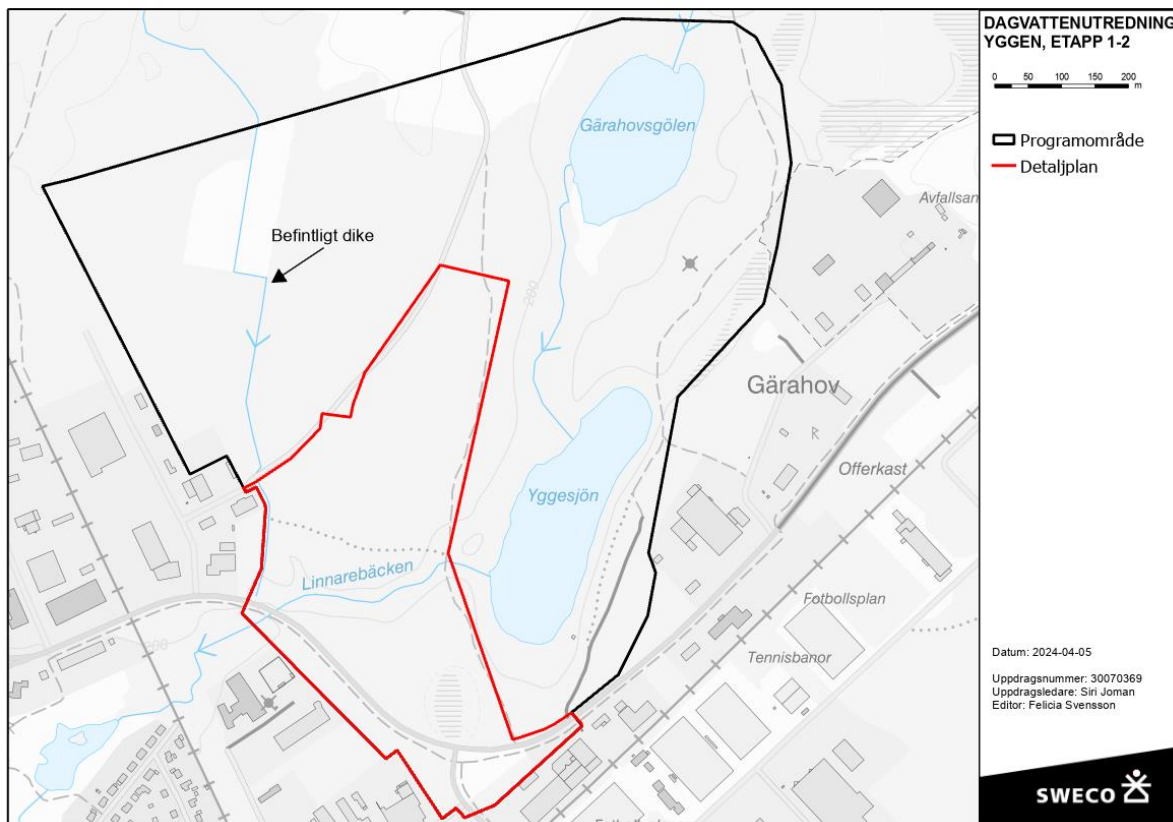 DAGVATTENUTREDNING
YGGEN, ETAPP 1-2
0 50 100 150 200
m
Programområde
Detaljplan
Gärahovsgölen
Avfallsan
Befintligt dike
280
Gärahov
R
Offerkast
Yggesjön
Linnarebäcken
Fotbollsplan
Tennisbanor
Datum: 2024-04-05
Uppdragsnummer: 30070369
Uppdragsledare: Siri Joman
Editor: Felicia Svensson
SWECO